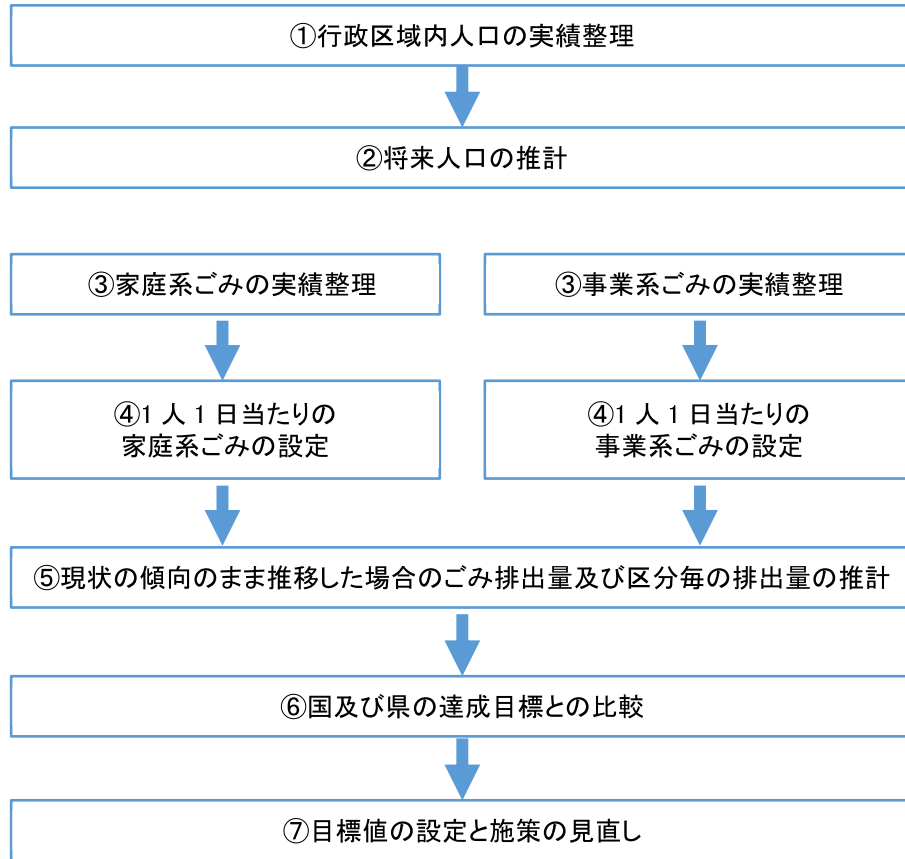 ①行政区域内人口の実績整理
②将来人口の推計
③家庭系ごみの実績整理
③事業系ごみの実績整理
④1 人 1 日当たりの
家庭系ごみの設定
④1 人 1 日当たりの
事業系ごみの設定
⑤現状の傾向のまま推移した場合のごみ排出量及び区分毎の排出量の推計
⑥国及び県の達成目標との比較
⑦目標値の設定と施策の見直し